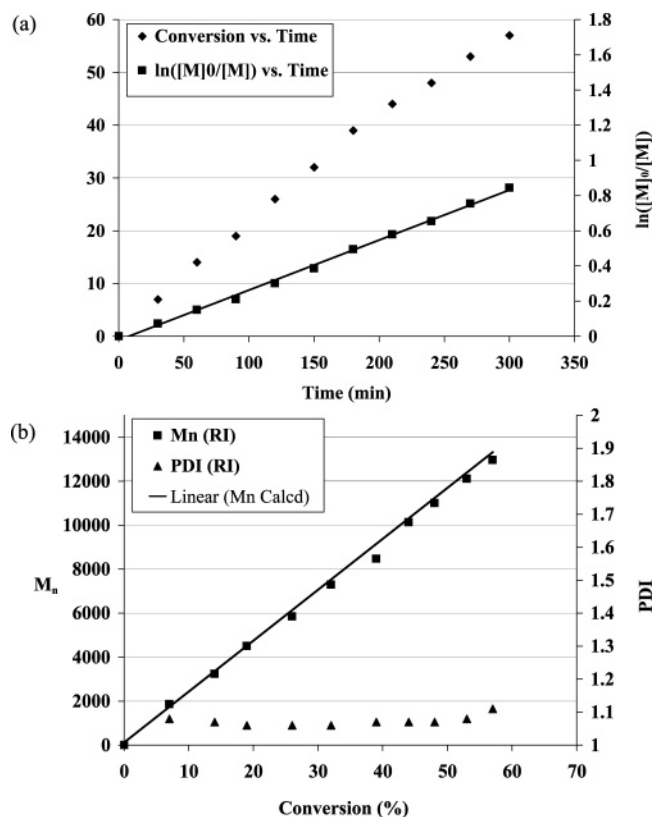 (a)
60
50
40
30
20
10
0
Conversion vs. Time
ln([M]0/[M]) vs. Time
1.8
1.6
1.4
1.2
1
0.8
0.6
0.4
0.2
0
ln([M]₀/[M])
0 50 100 150 200 250 300 350
Time (min)
(b)
14000
12000
10000
8000
6000
4000
2000
0
Mₙ
Mn (RI)
PDI (RI)
Linear (Mn Calcd)
2
1.9
1.8
1.7
1.6
1.5
1.4
1.3
1.2
1.1
1
PDI
0 10 20 30 40 50 60 70
Conversion (%)